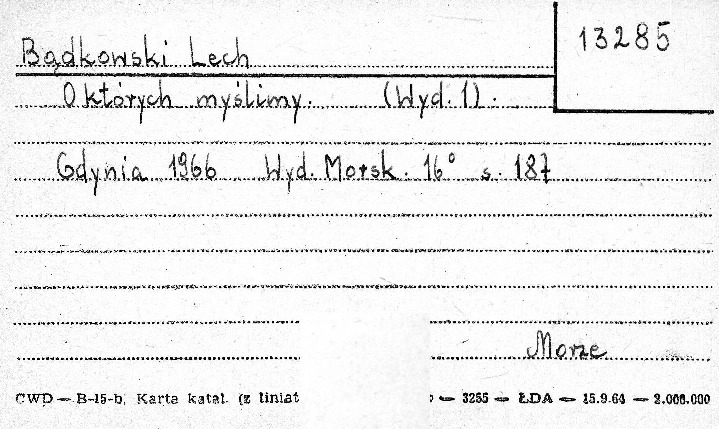 13285
Bądkowski Lech
O których myślimy. (Wyd. 1).
Gdynia 1966 Wyd. Morsk. 16° s. 187
Morze
CWD — B-15-b, Karta katal. (z liniat — 3255 — ŁDA — 15.9.64 — 2.000.000